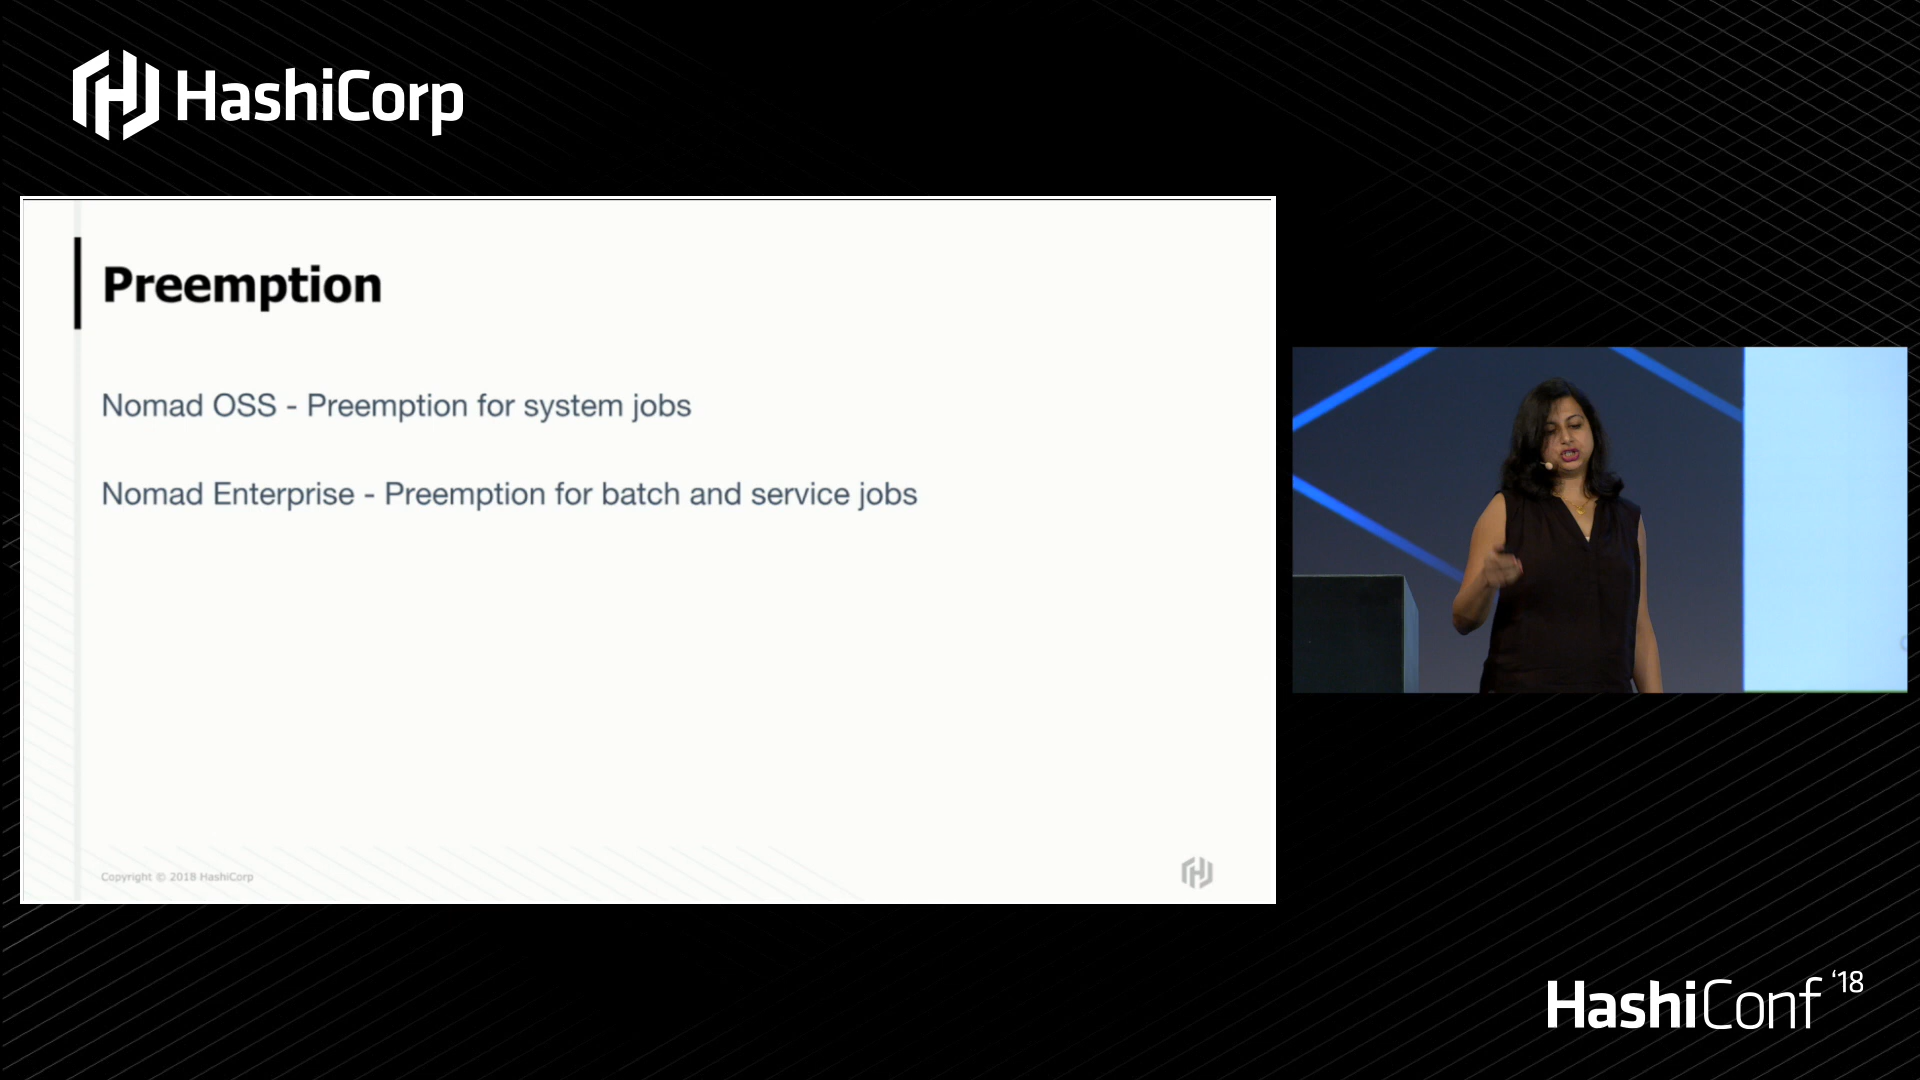 HashiCorp
Preemption
Nomad OSS - Preemption for system jobs
Nomad Enterprise - Preemption for batch and service jobs
Copyright © 2018 HashiCorp
HashiConf ‘18